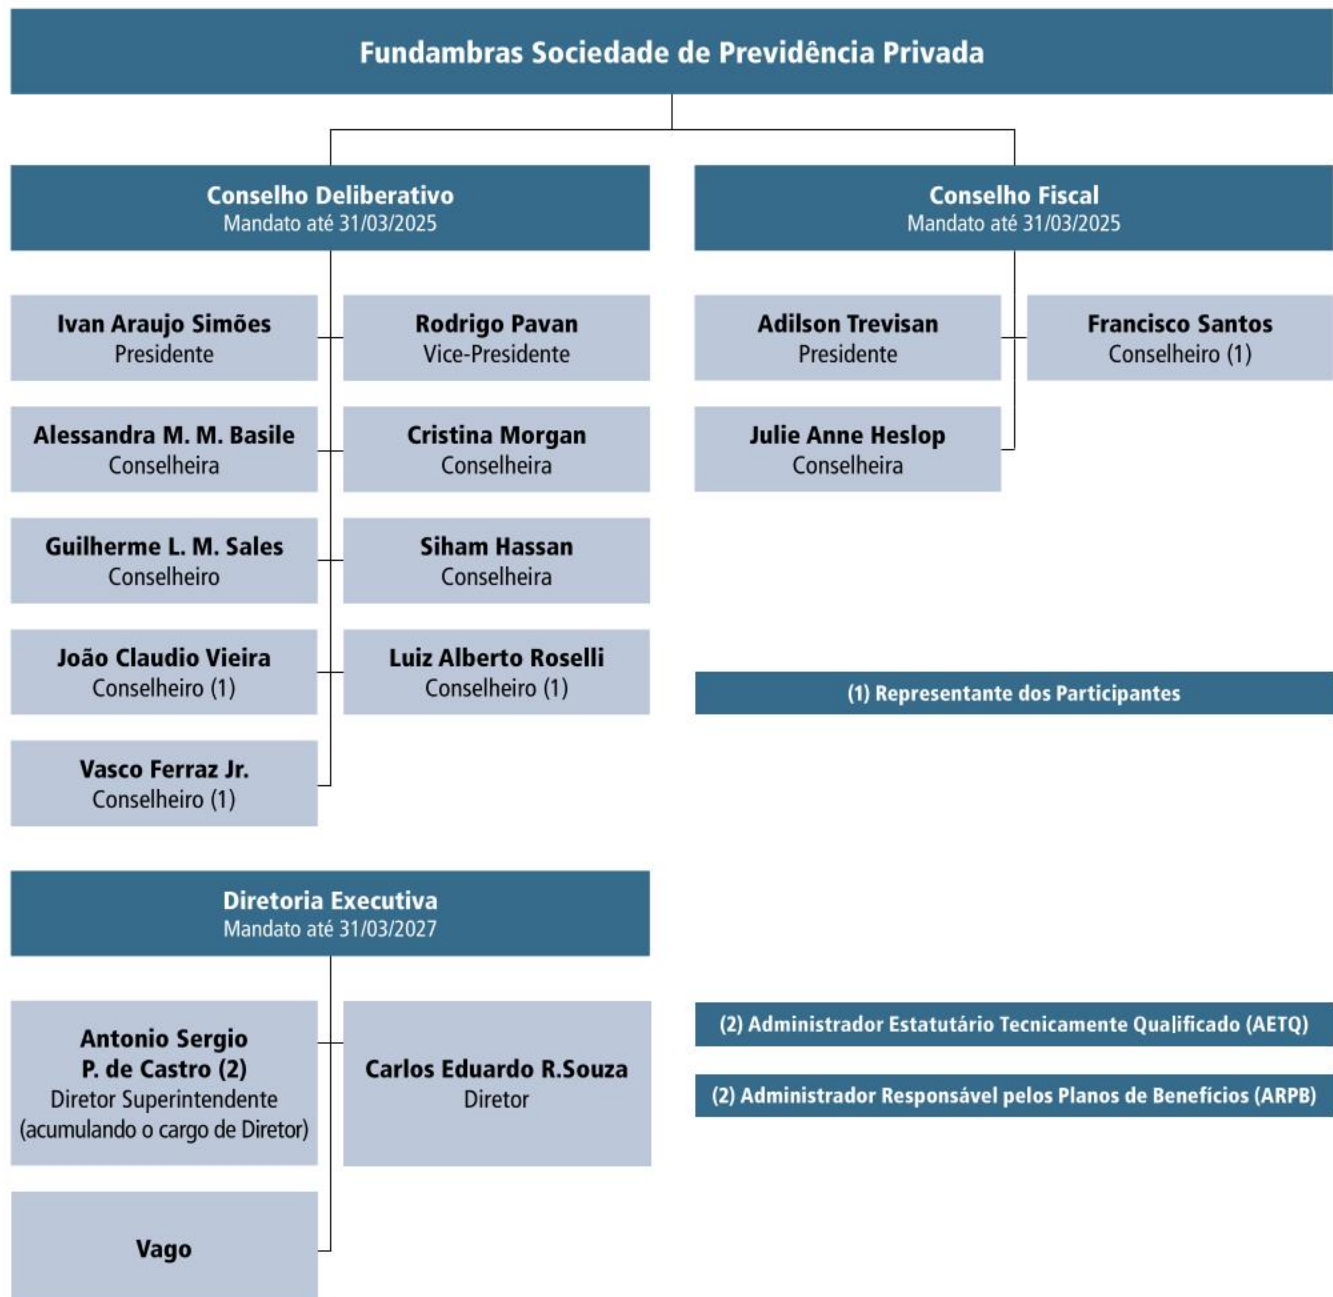 Fundambras Sociedade de Previdência Privada
Conselho Deliberativo
Mandato até 31/03/2025
Ivan Araujo Simões
Presidente
Rodrigo Pavan
Vice-Presidente
Alessandra M. M. Basile
Conselheira
Cristina Morgan
Conselheira
Guilherme L. M. Sales
Conselheiro
Siham Hassan
Conselheira
João Claudio Vieira
Conselheiro (1)
Luiz Alberto Roselli
Conselheiro (1)
Vasco Ferraz Jr.
Conselheiro (1)
Conselho Fiscal
Mandato até 31/03/2025
Adilson Trevisan
Presidente
Francisco Santos
Conselheiro (1)
Julie Anne Heslop
Conselheira
(1) Representante dos Participantes
Diretoria Executiva
Mandato até 31/03/2027
Antonio Sergio
P. de Castro (2)
Diretor Superintendente
(acumulando o cargo de Diretor)
Carlos Eduardo R.Souza
Diretor
Vago
(2) Administrador Estatutário Tecnicamente Qualificado (AETQ)
(2) Administrador Responsável pelos Planos de Benefícios (ARPB)